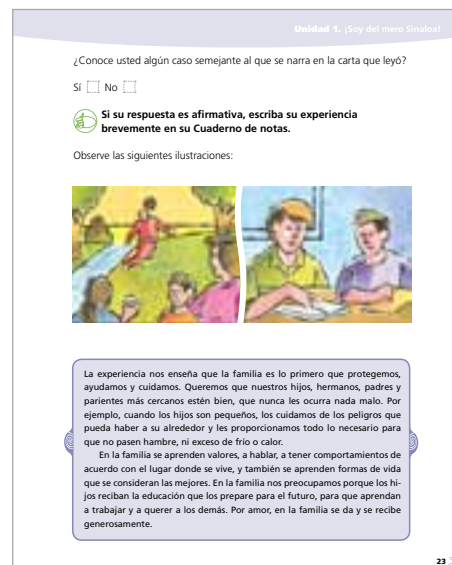 Unidad 1. ¡Soy del mero Sinaloa!
¿Conoce usted algún caso semejante al que se narra en la carta que leyó?
Sí No
Si su respuesta es afirmativa, escriba su experiencia
brevemente en su Cuaderno de notas.
Observe las siguientes ilustraciones:
La experiencia nos enseña que la familia es lo primero que protegemos,
ayudamos y cuidamos. Queremos que nuestros hijos, hermanos, padres y
parientes más cercanos estén bien, que nunca les ocurra nada malo. Por
ejemplo, cuando los hijos son pequeños, los cuidamos de los peligros que
pueda haber a su alrededor y les proporcionamos todo lo necesario para
que no pasen hambre, ni exceso de frío o calor.
En la familia se aprenden valores, a hablar, a tener comportamientos de
acuerdo con el lugar donde se vive, y también se aprenden formas de vida
que se consideran las mejores. En la familia nos preocupamos porque los hi-
jos reciban la educación que los prepare para el futuro, para que aprendan
a trabajar y a querer a los demás. Por amor, en la familia se da y se recibe
generosamente.
23